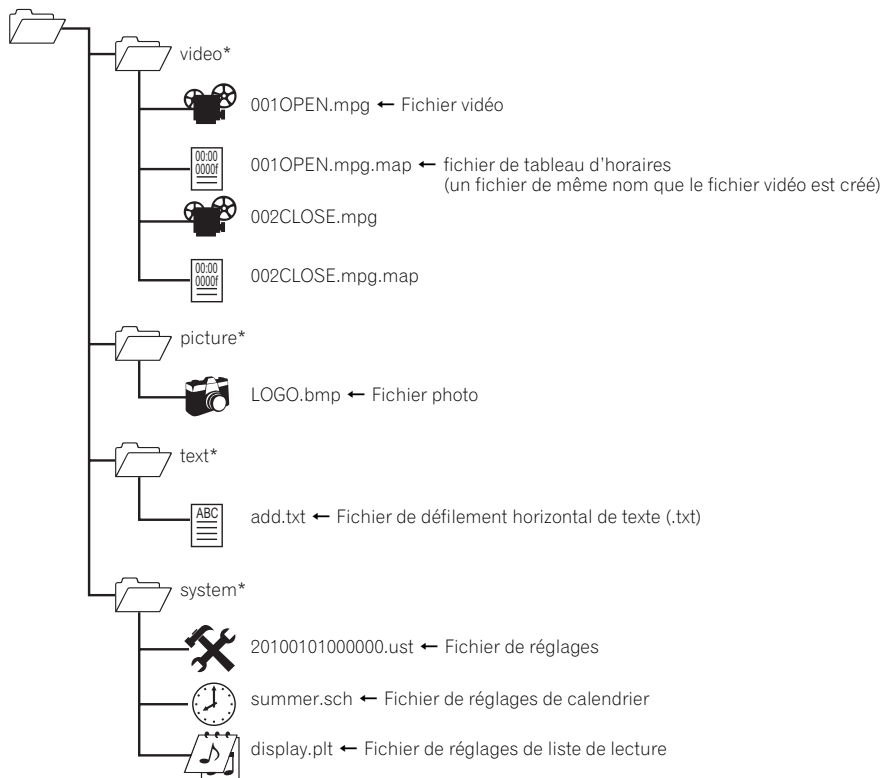 video*
001OPEN.mpg ← Fichier vidéo
00:00
0000f
001OPEN.mpg.map ← fichier de tableau d'horaires
(un fichier de même nom que le fichier vidéo est créé)
002CLOSE.mpg
00:00
0000f
002CLOSE.mpg.map
picture*
LOGO.bmp ← Fichier photo
text*
ABC
add.txt ← Fichier de défilement horizontal de texte (.txt)
system*
20100101000000.ust ← Fichier de réglages
summer.sch ← Fichier de réglages de calendrier
display.plt ← Fichier de réglages de liste de lecture